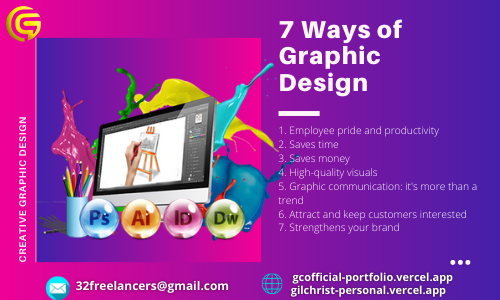 7 Ways of
Graphic
Design
1. Employee pride and productivity
2. Saves time
3. Saves money
4. High-quality visuals
5. Graphic communication: it's more than a
trend
6. Attract and keep customers interested
7. Strengthens your brand
CREATIVE GRAPHIC DESIGN
Ps
Ai
Id
Dw
32freelancers@gmail.com
gcofficial-portfolio.vercel.app
gilchrist-personal.vercel.app